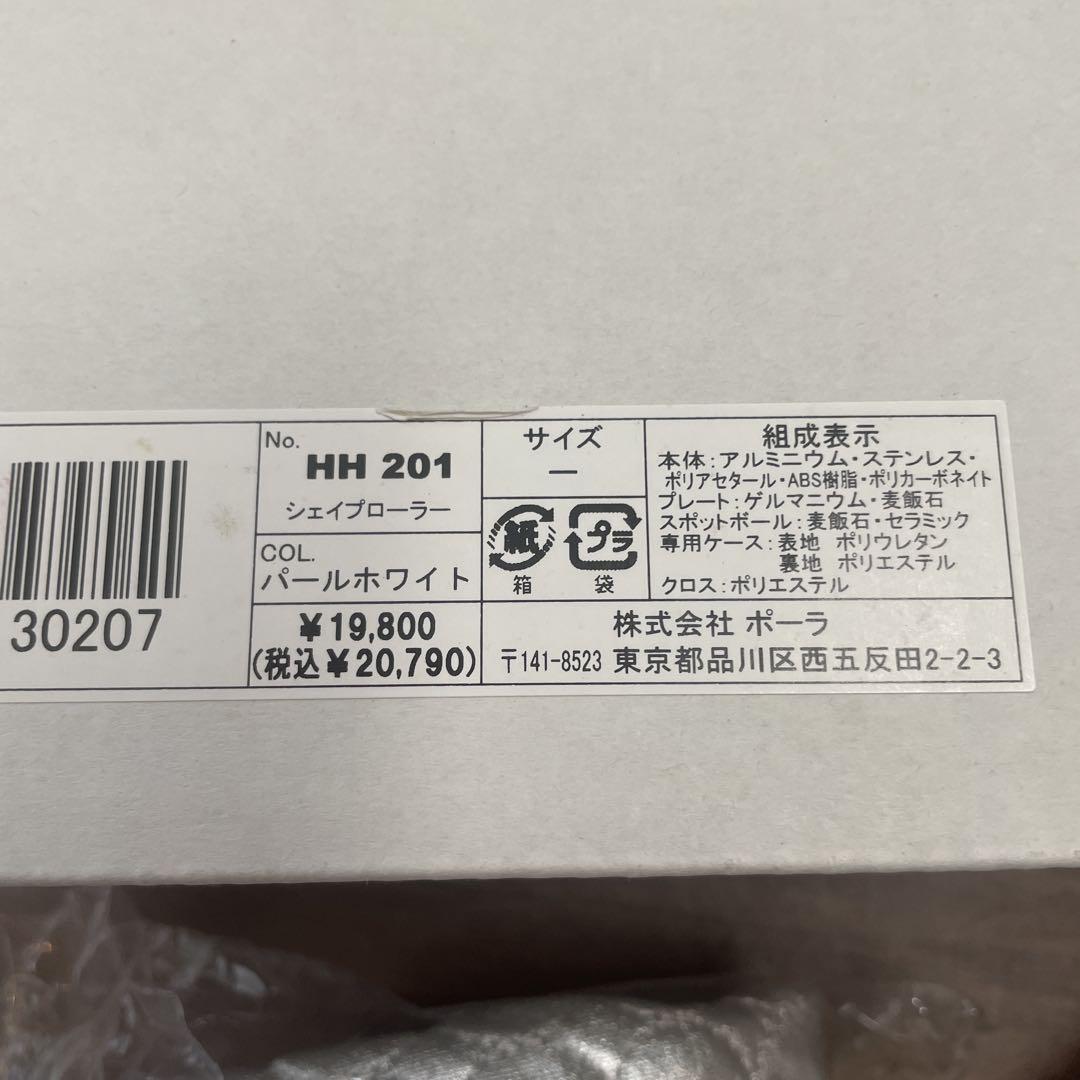 30207
No.
HH 201
シェイプローラー
COL.
パールホワイト
¥19,800
(税込¥20,790)
サイズ
—
紙
箱
プラ
袋
組成表示
本体：アルミニウム・ステンレス・
ポリアセタール・ABS樹脂・ポリカーボネイト
プレート：ゲルマニウム・麦飯石
スポットボール：麦飯石・セラミック
専用ケース：表地 ポリウレタン
裏地 ポリエステル
クロス：ポリエステル
株式会社 ポーラ
〒141-8523 東京都品川区西五反田2-2-3